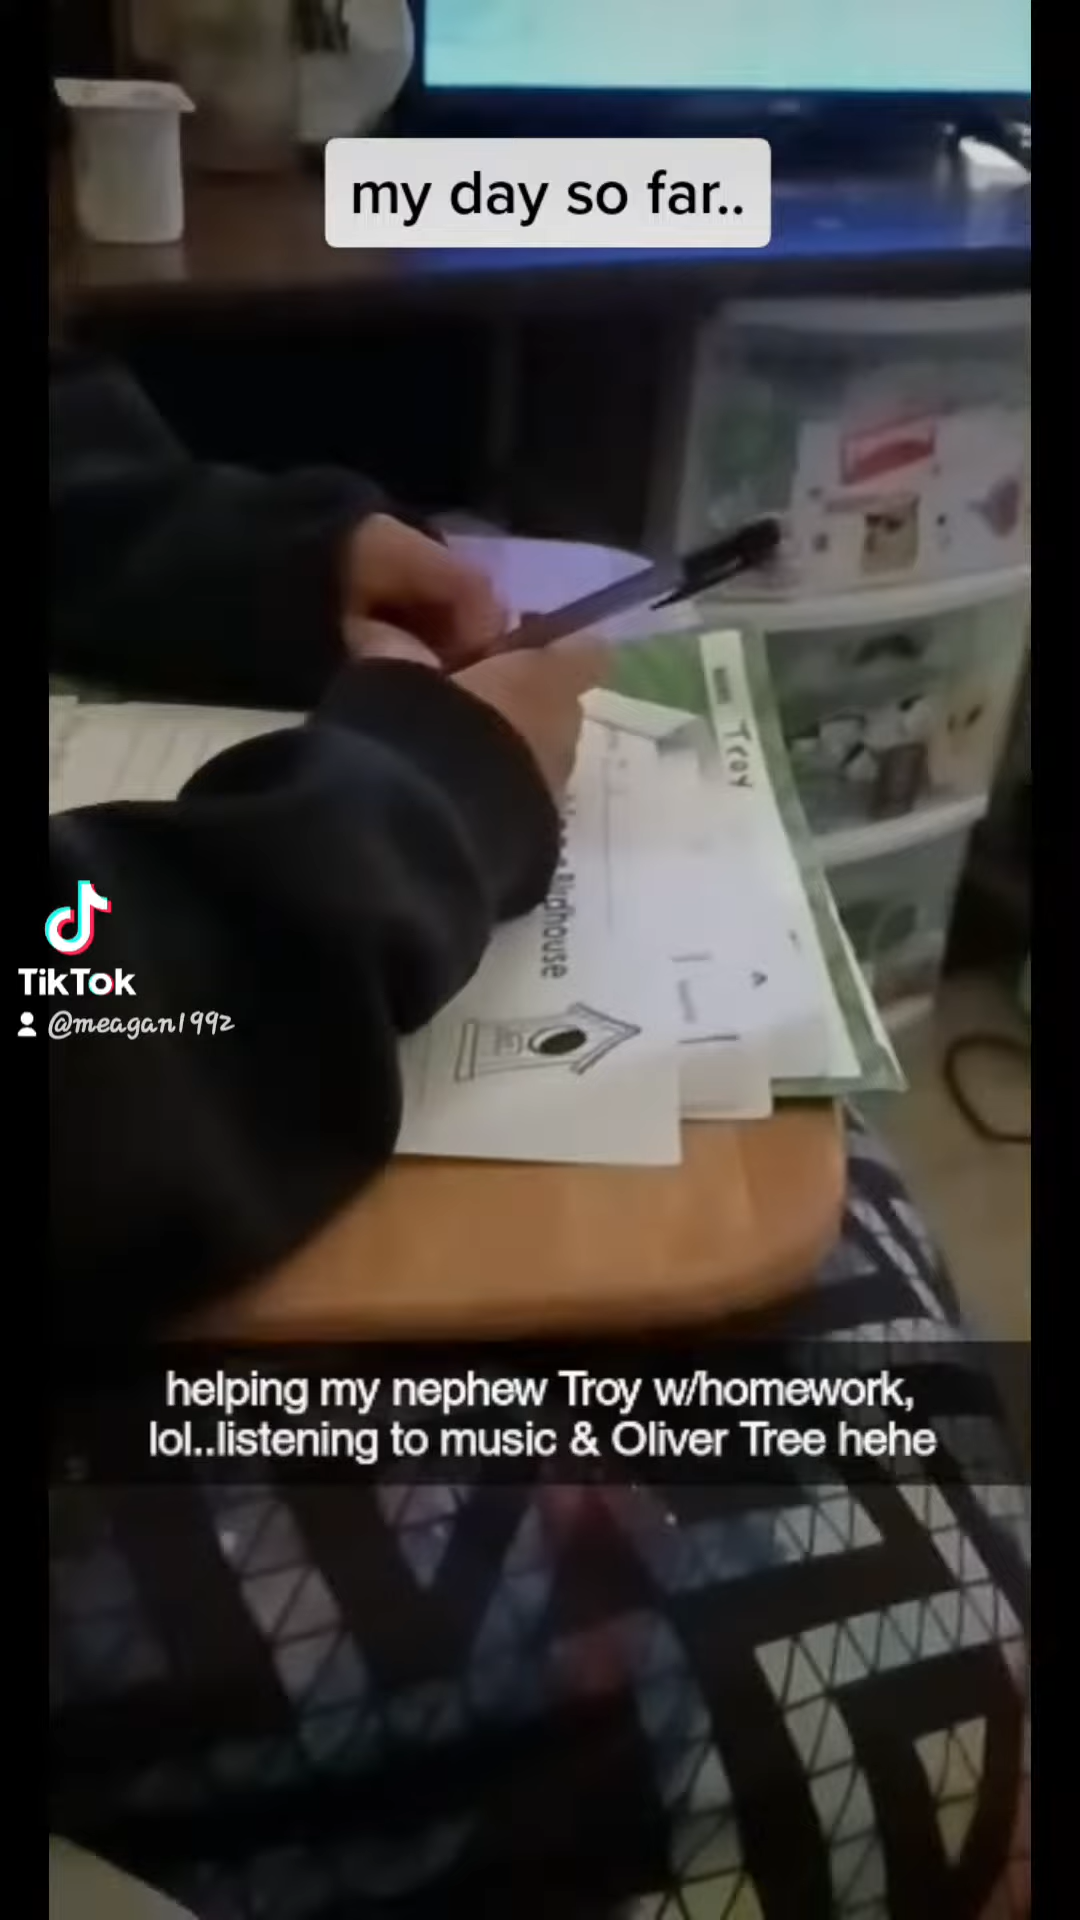 my day so far..
Troy
Birdhouse
A
TikTok
@meagan1992
helping my nephew Troy w/homework,
lol..listening to music & Oliver Tree hehe